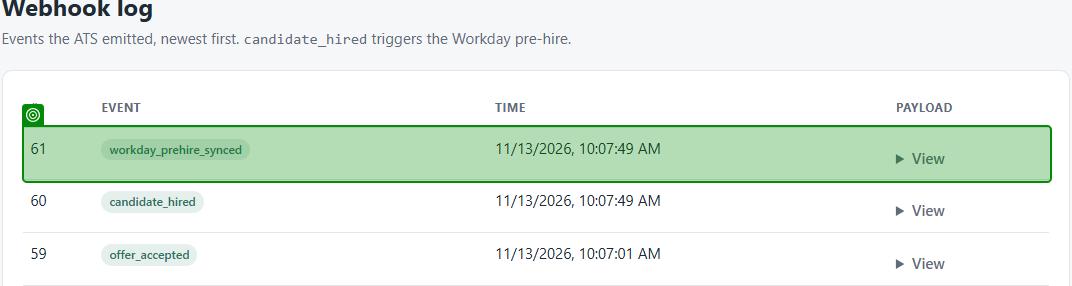 Webhook log
Events the ATS emitted, newest first. candidate_hired triggers the Workday pre-hire.
EVENT TIME PAYLOAD
61 workday_prehire_synced 11/13/2026, 10:07:49 AM ▶ View
60 candidate_hired 11/13/2026, 10:07:49 AM ▶ View
59 offer_accepted 11/13/2026, 10:07:01 AM ▶ View